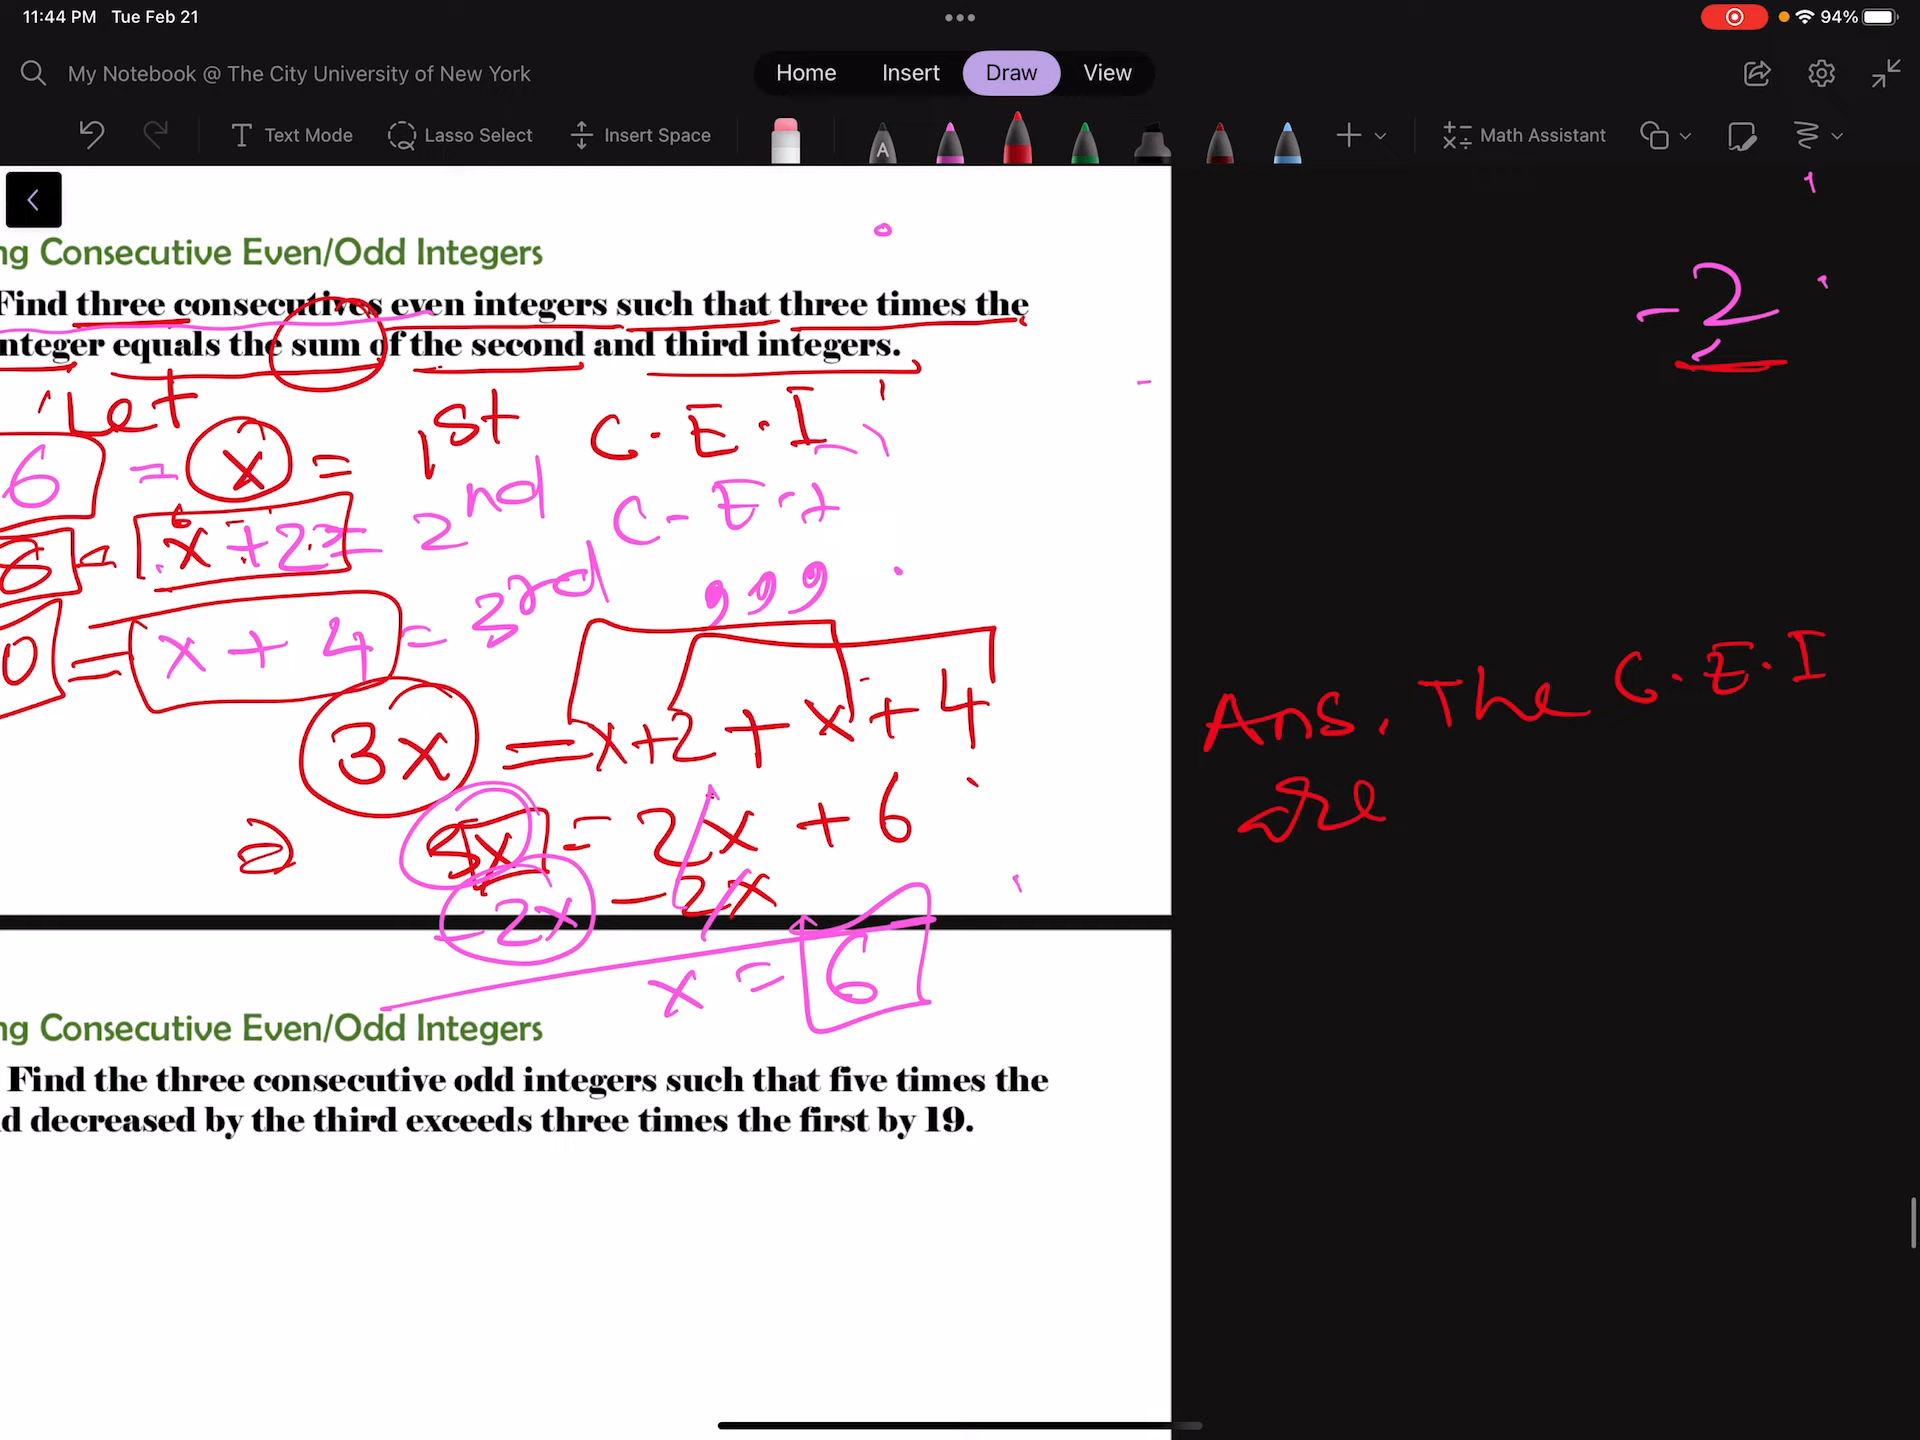 11:44 PM Tue Feb 21
94%
My Notebook @ The City University of New York
Home Insert Draw View
Text Mode Lasso Select Insert Space A Math Assistant
ng Consecutive Even/Odd Integers
Find three consecutives even integers such that three times the
nteger equals the sum of the second and third integers.
-2
Let
6 = x = 1st C.E.I
8 = x+2 = 2nd C-E.I
0 = x + 4 = 3rd
3x = x+2 + x + 4
= 2x + 6
-2x -2x
x = 6
Ans. The C.E.I
are
ng Consecutive Even/Odd Integers
Find the three consecutive odd integers such that five times the
d decreased by the third exceeds three times the first by 19.